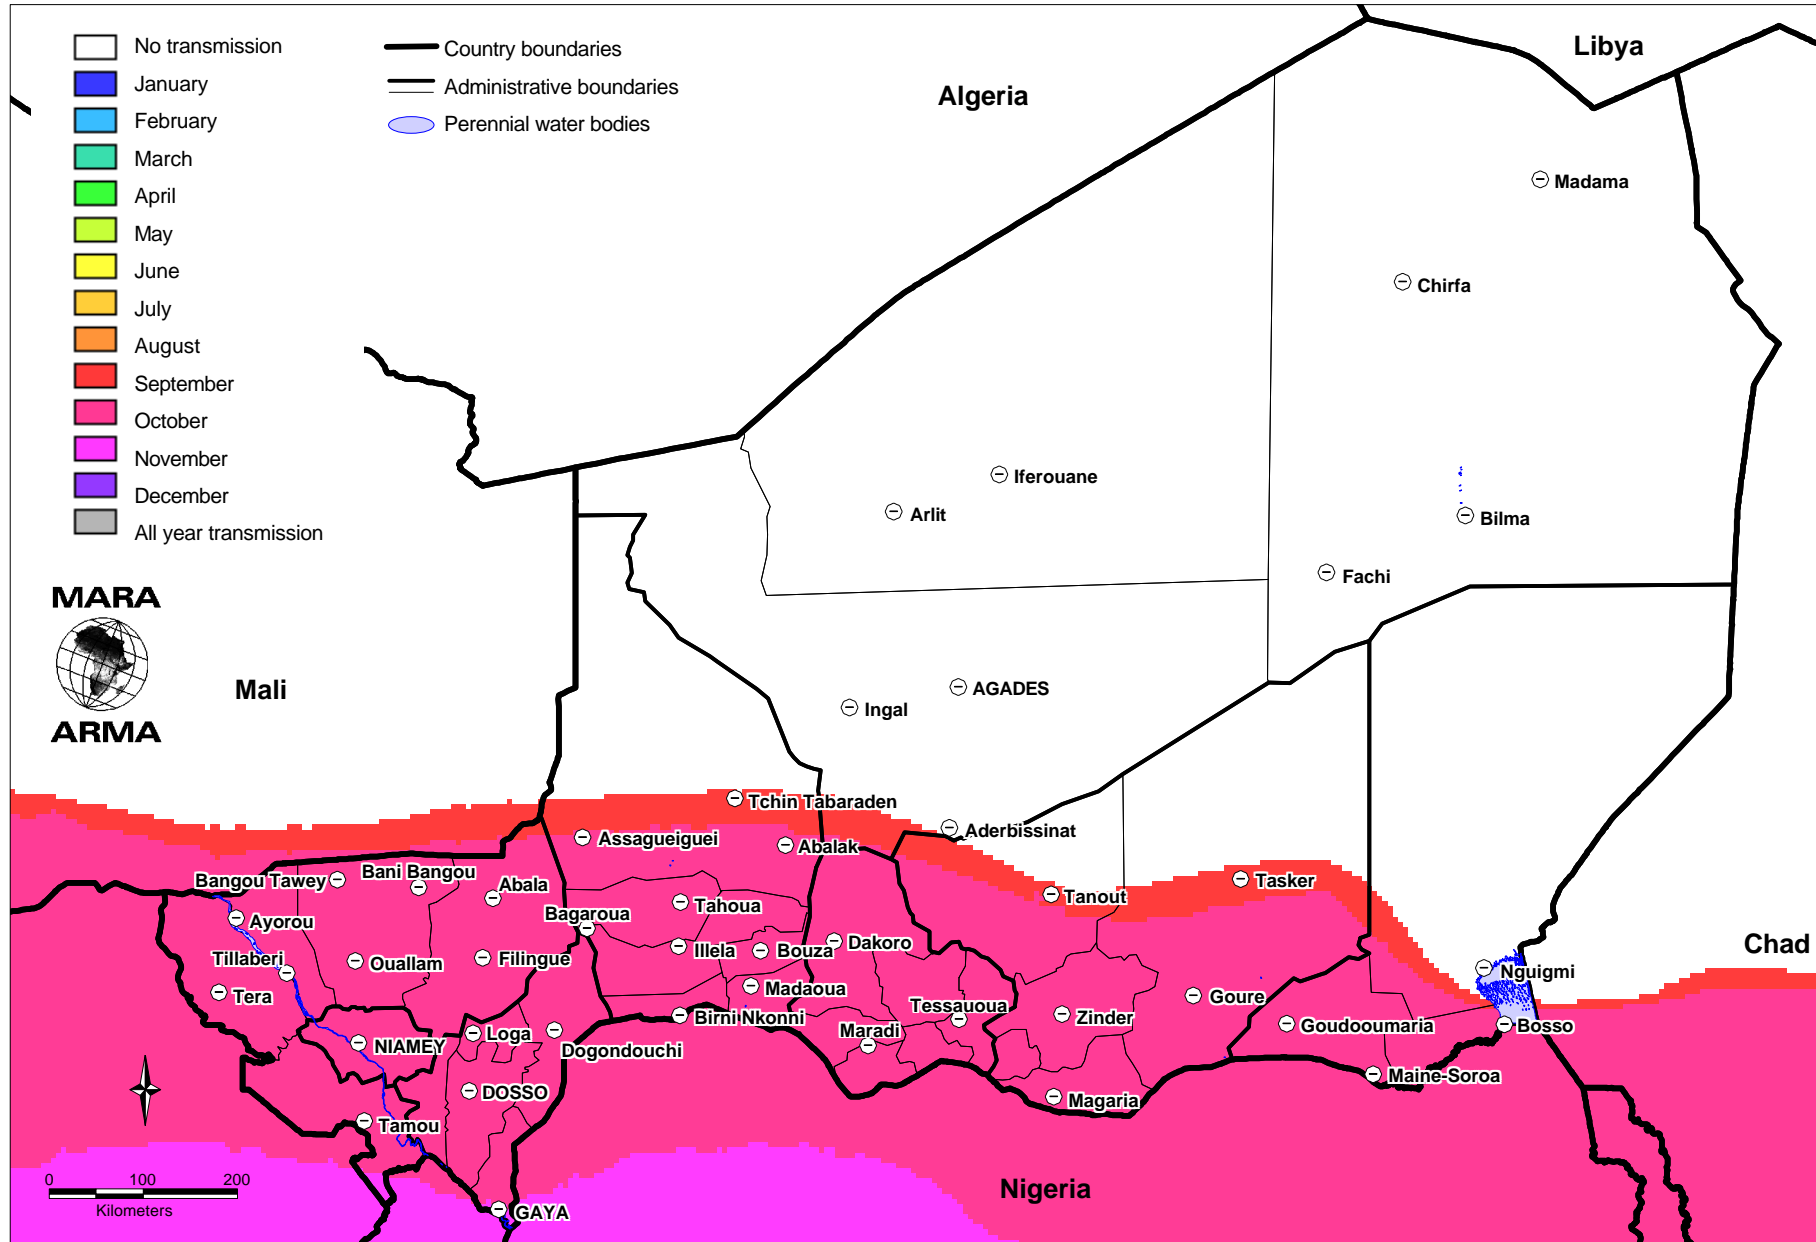 No transmission
January
February
March
April
May
June
July
August
September
October
November
December
All year transmission
Country boundaries
Administrative boundaries
Perennial water bodies
MARA
ARMA
Algeria
Libya
Mali
Chad
Nigeria
Madama
Chirfa
Iferouane
Arlit
Bilma
Fachi
AGADES
Ingal
Tchin Tabaraden
Aderbissinat
Assagueiguei
Abalak
Bangou Tawey
Bani Bangou
Abala
Tanout
Tasker
Tahoua
Ayorou
Bagaroua
Dakoro
Illela
Bouza
Tillaberi
Ouallam
Filingue
Nguigmi
Tera
Madaoua
Goure
Tessauoua
Birni Nkonni
Zinder
Goudooumaria
Bosso
Maradi
Loga
NIAMEY
Dogondouchi
Maine-Soroa
DOSSO
Magaria
Tamou
GAYA
0 100 200
Kilometers